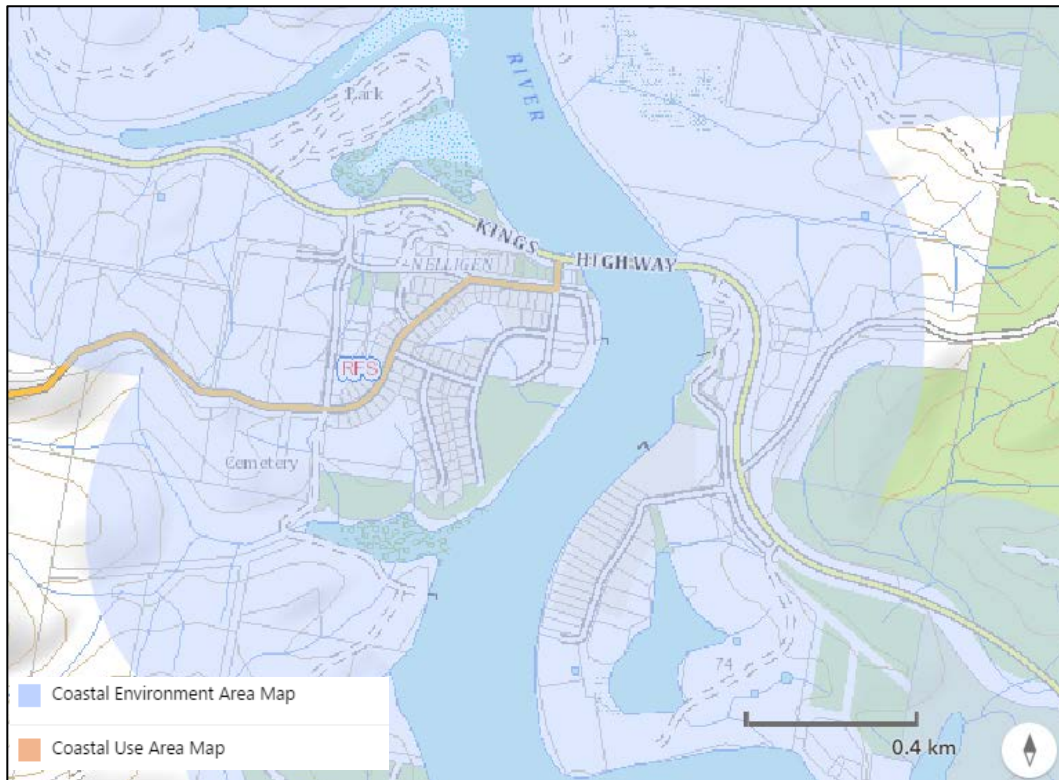 RIVER
Park
KINGS
HIGHWAY
NELLIGEN
RFS
Cemetery
74
Coastal Environment Area Map
Coastal Use Area Map
0.4 km